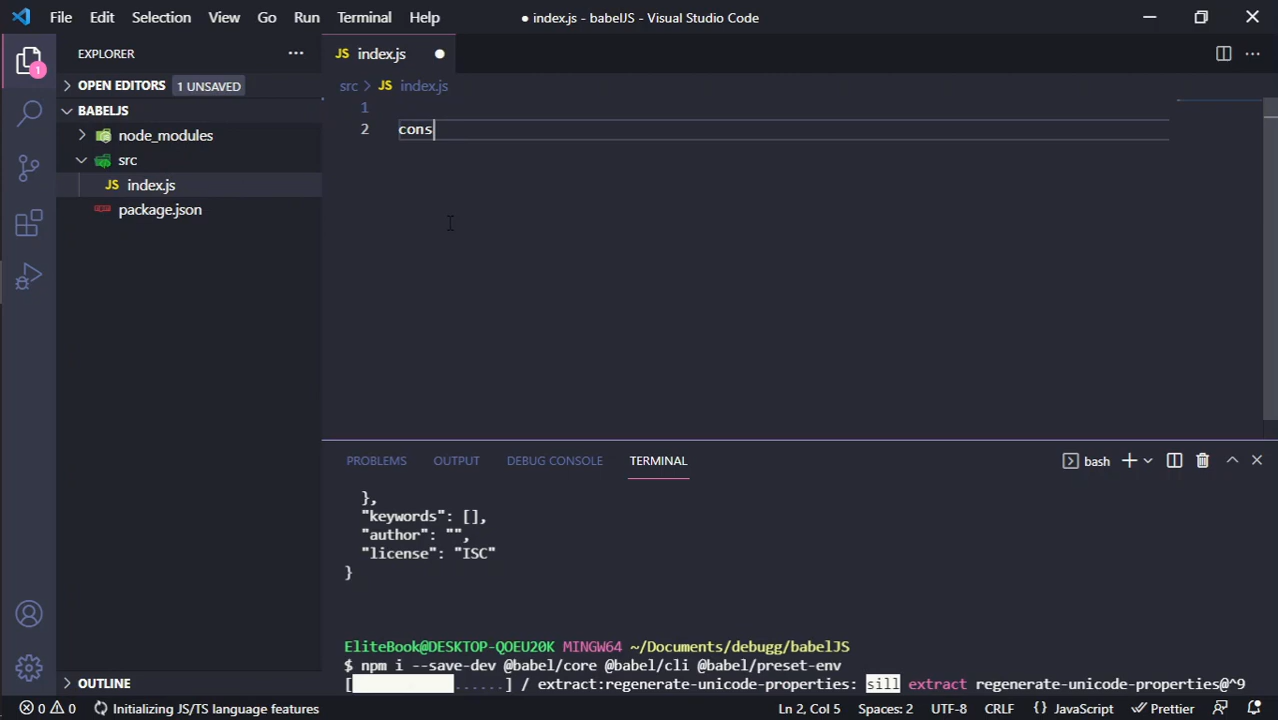 File Edit Selection View Go Run Terminal Help
● index.js - babelJS - Visual Studio Code
EXPLORER
JS index.js
OPEN EDITORS 1 UNSAVED
src > JS index.js
BABELJS
1
node_modules
2 cons
src
JS index.js
package.json
1
PROBLEMS OUTPUT DEBUG CONSOLE TERMINAL
bash
},
"keywords": [],
"author": "",
"license": "ISC"
}
EliteBook@DESKTOP-QOEU20K MINGW64 ~/Documents/debugg/babelJS
$ npm i --save-dev @babel/core @babel/cli @babel/preset-env
[ ......] / extract:regenerate-unicode-properties: sill extract regenerate-unicode-properties@^9
OUTLINE
0 0 Initializing JS/TS language features
Ln 2, Col 5 Spaces: 2 UTF-8 CRLF {} JavaScript Prettier